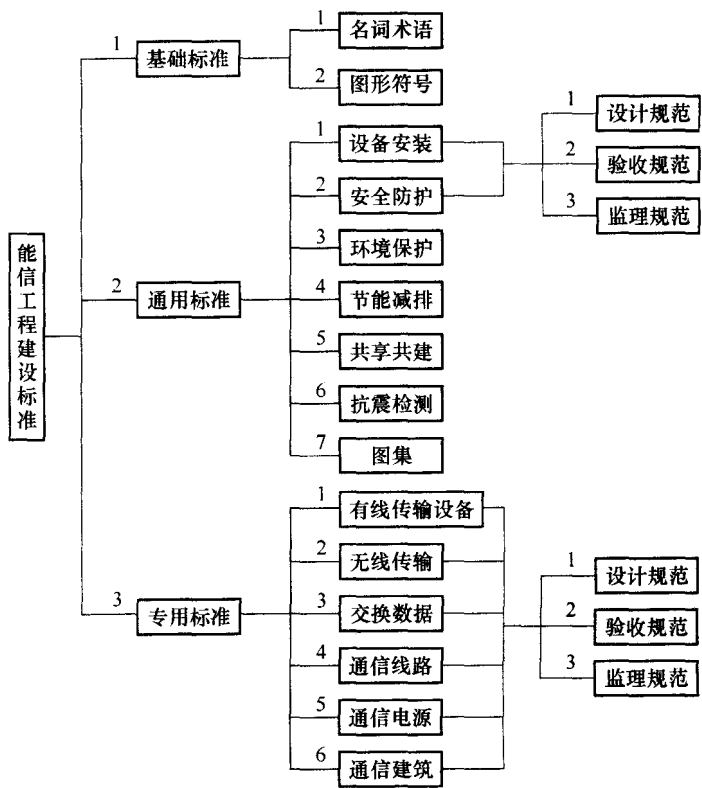 能信工程建设标准
1 基础标准
1 名词术语
2 图形符号
2 通用标准
1 设备安装
2 安全防护
3 环境保护
4 节能减排
5 共享共建
6 抗震检测
7 图集
1 设计规范
2 验收规范
3 监理规范
3 专用标准
1 有线传输设备
2 无线传输
3 交换数据
4 通信线路
5 通信电源
6 通信建筑
1 设计规范
2 验收规范
3 监理规范